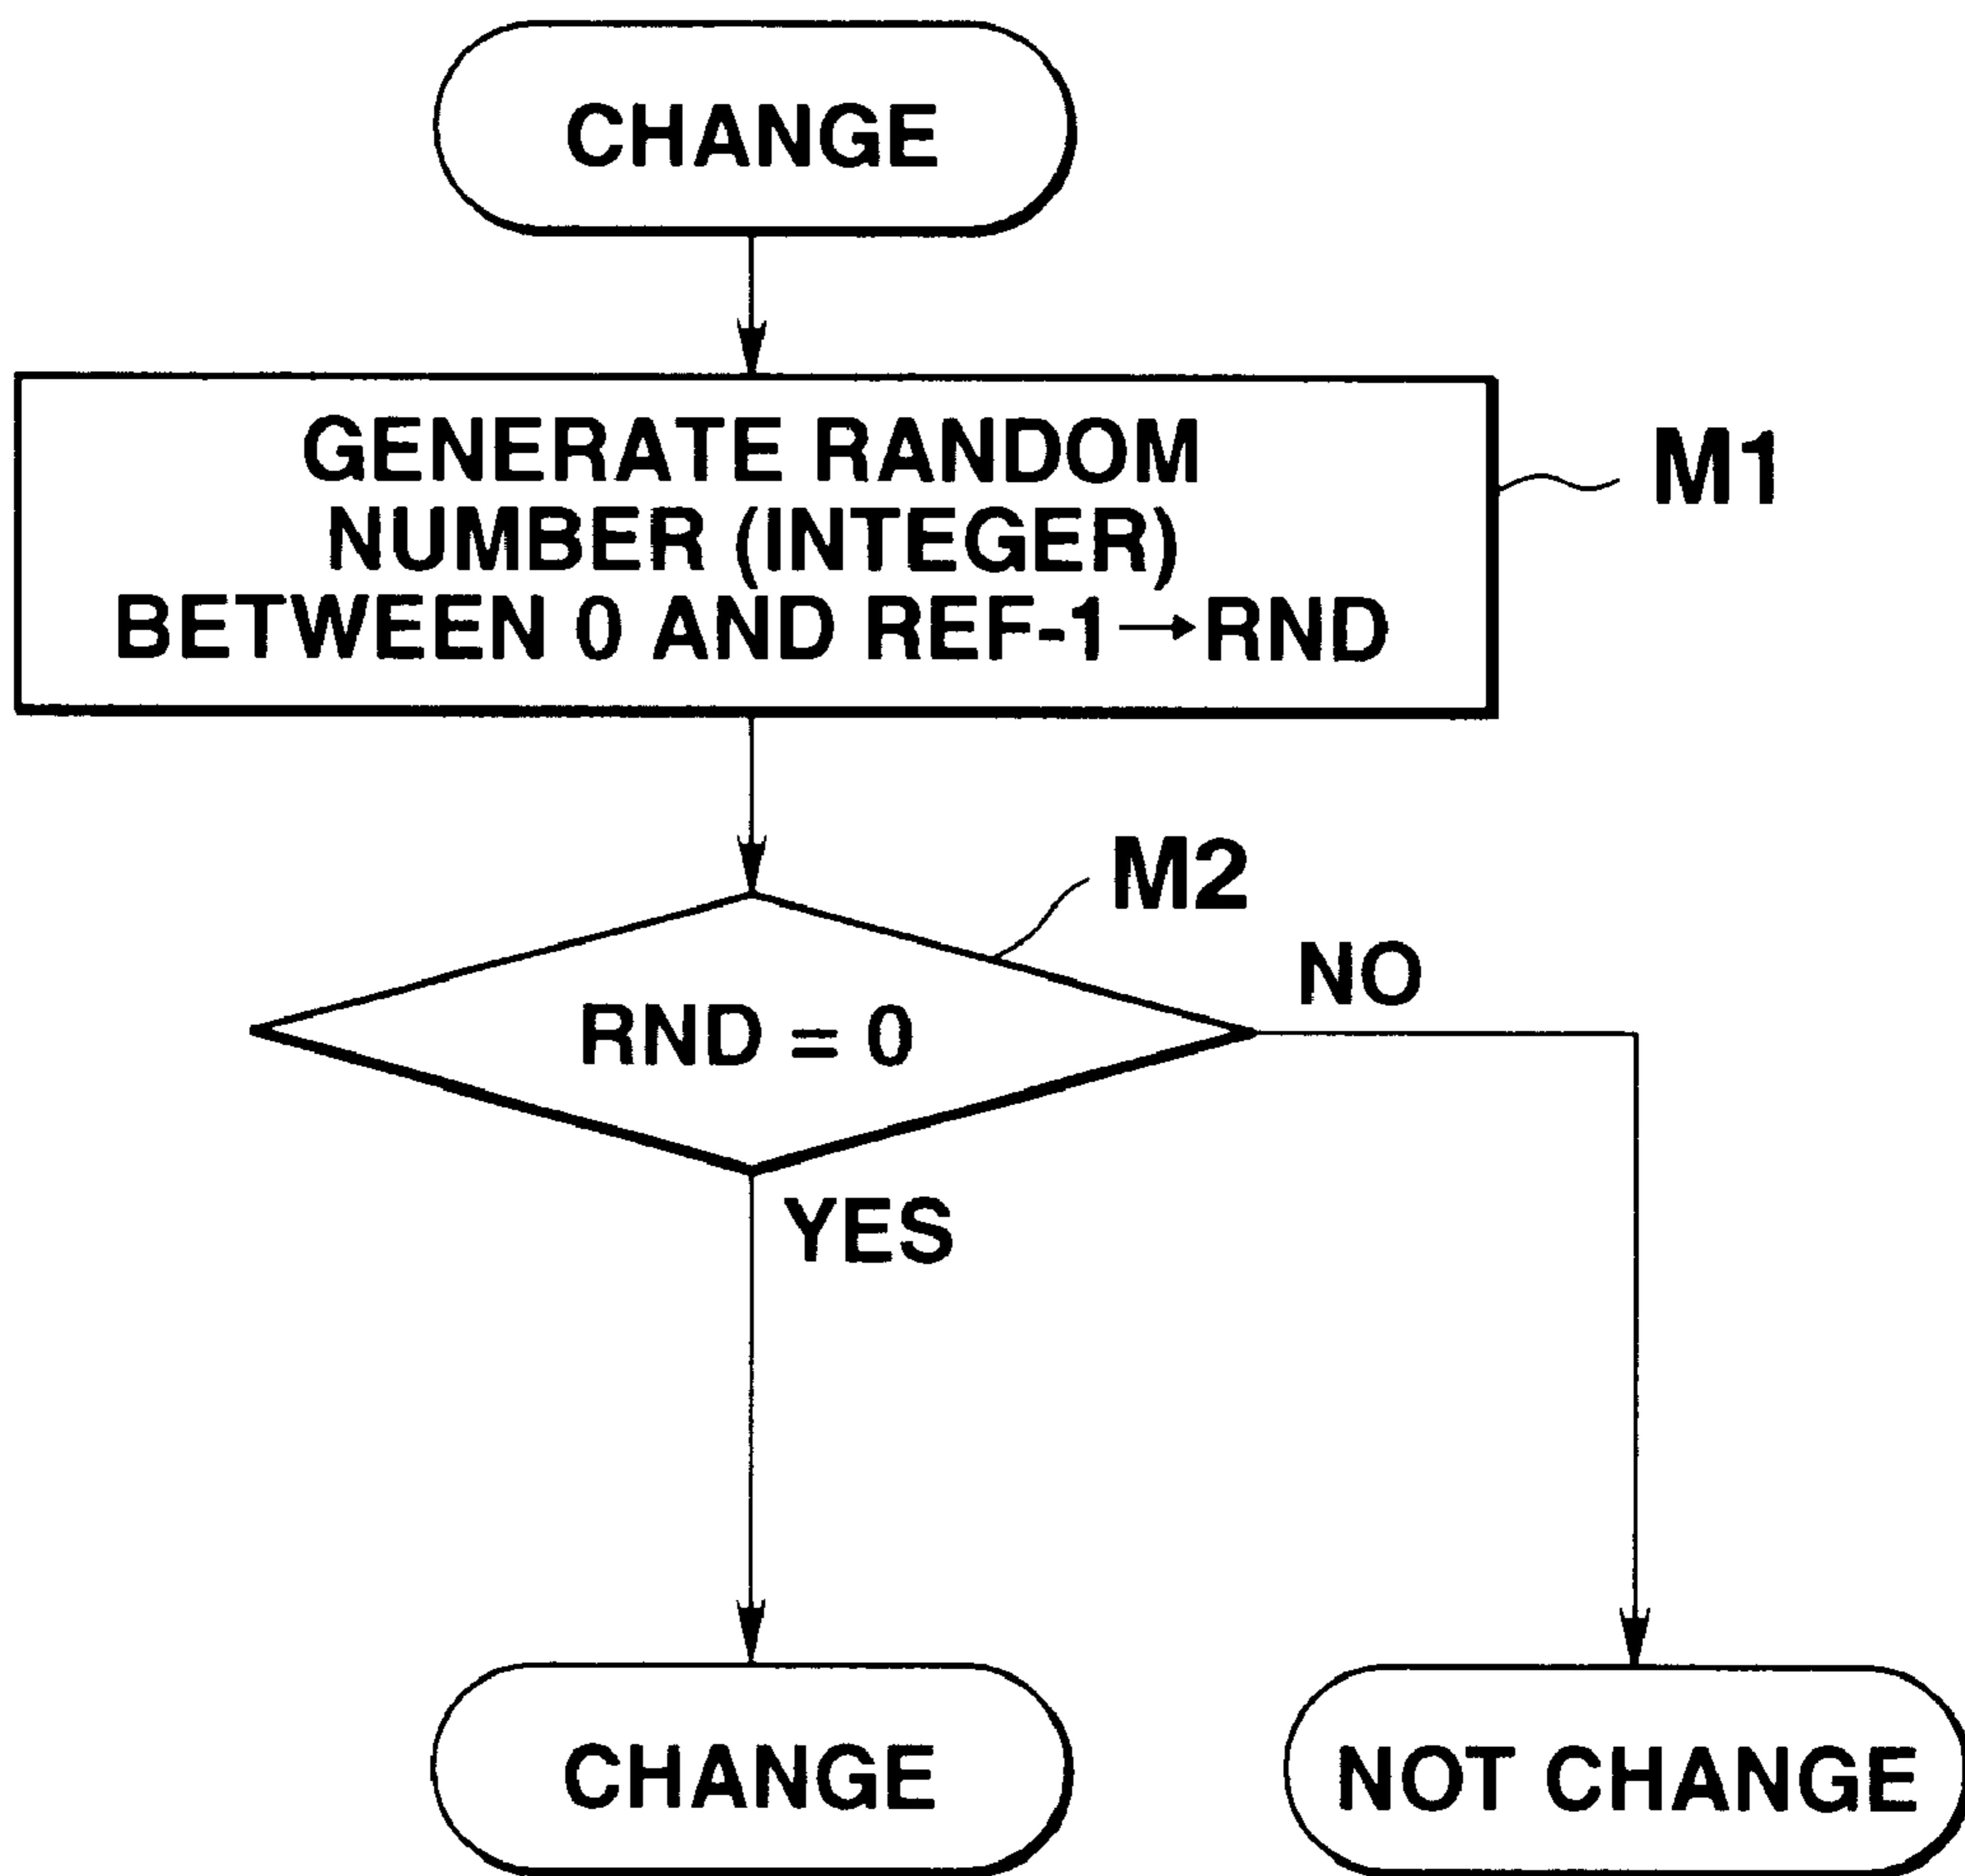 CHANGE
GENERATE RANDOM
NUMBER (INTEGER)
BETWEEN 0 AND REF-1→RND
M1
M2
RND = 0
NO
YES
CHANGE
NOT CHANGE